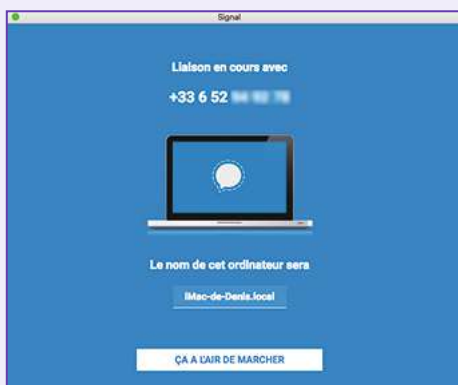 Signal
Liaison en cours avec
+33 6 52
Le nom de cet ordinateur sera
iMac-de-Denis.local
ÇA A L'AIR DE MARCHER